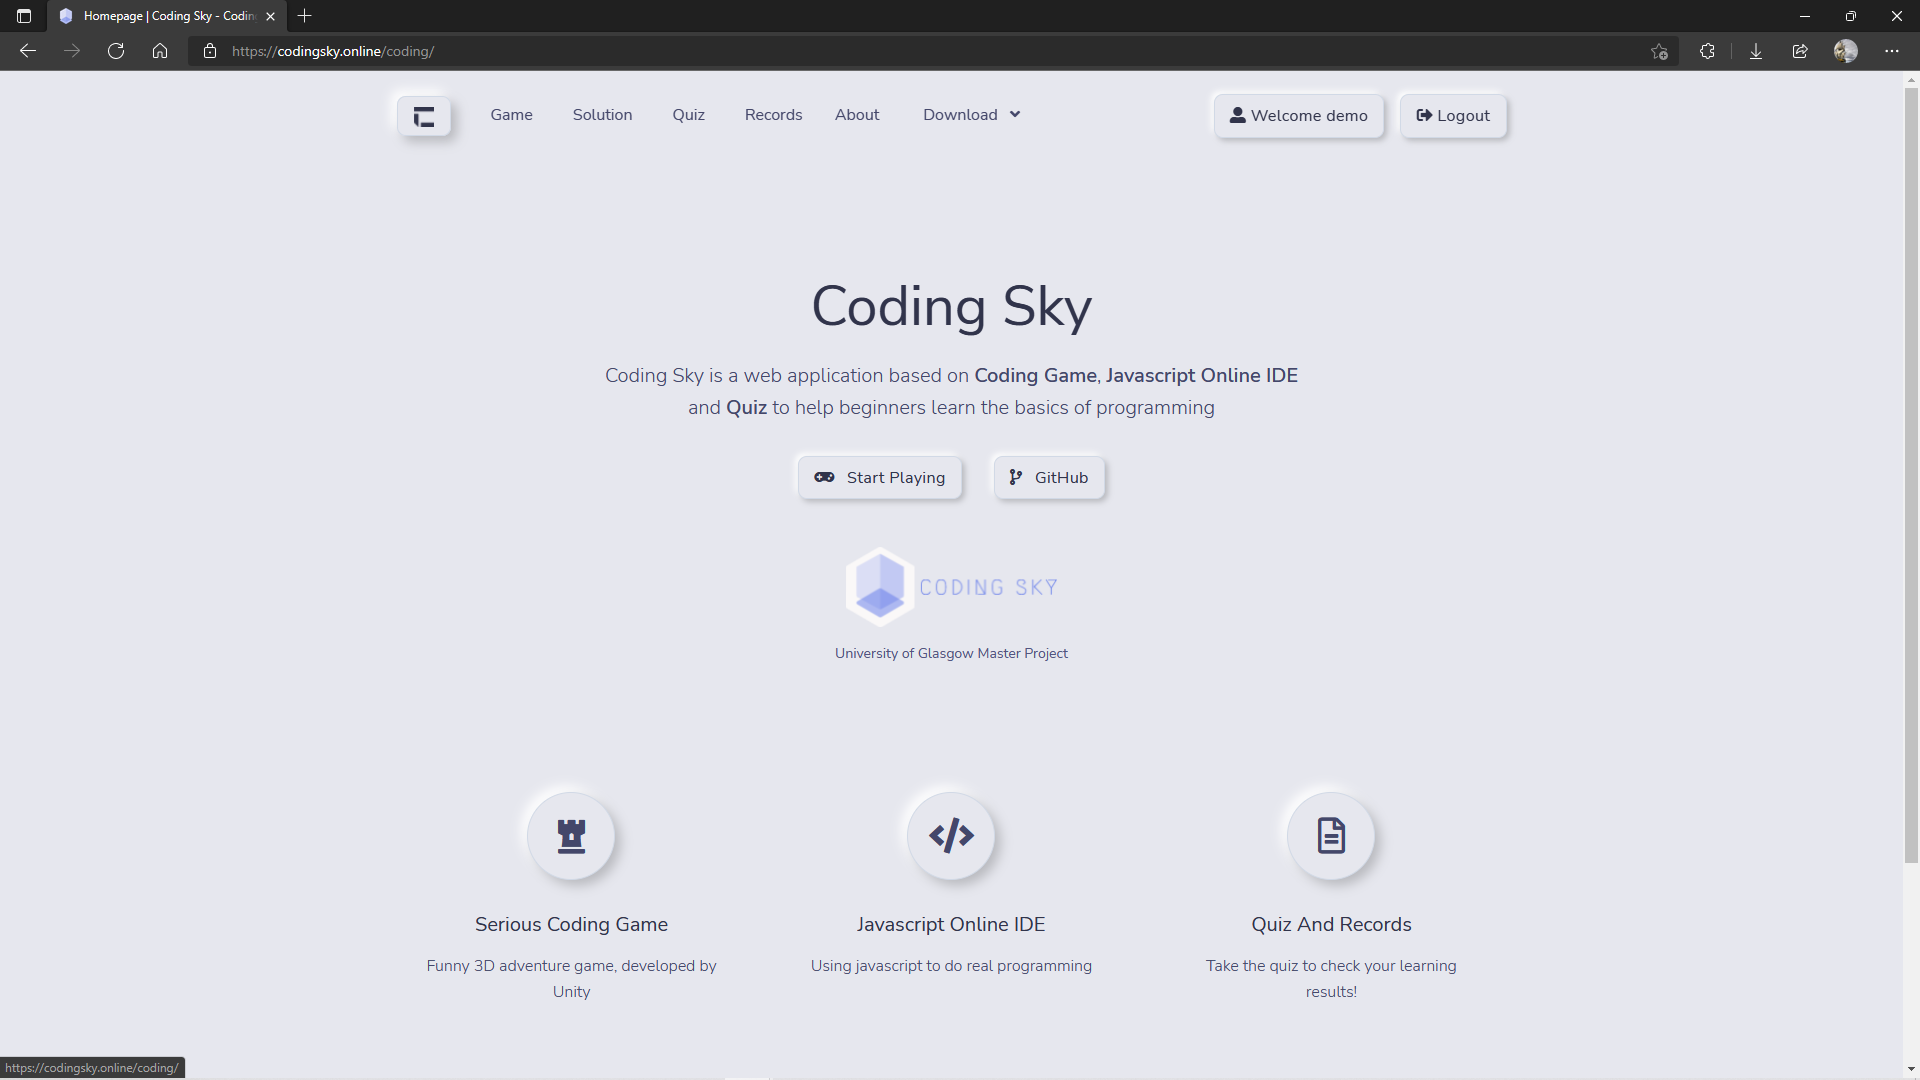 Homepage | Coding Sky - Codin
https://codingsky.online/coding/
Game Solution Quiz Records About Download Welcome demo Logout
Coding Sky
Coding Sky is a web application based on Coding Game, Javascript Online IDE
and Quiz to help beginners learn the basics of programming
Start Playing GitHub
CODING SKY
University of Glasgow Master Project
Serious Coding Game
Funny 3D adventure game, developed by
Unity
Javascript Online IDE
Using javascript to do real programming
Quiz And Records
Take the quiz to check your learning
results!
https://codingsky.online/coding/